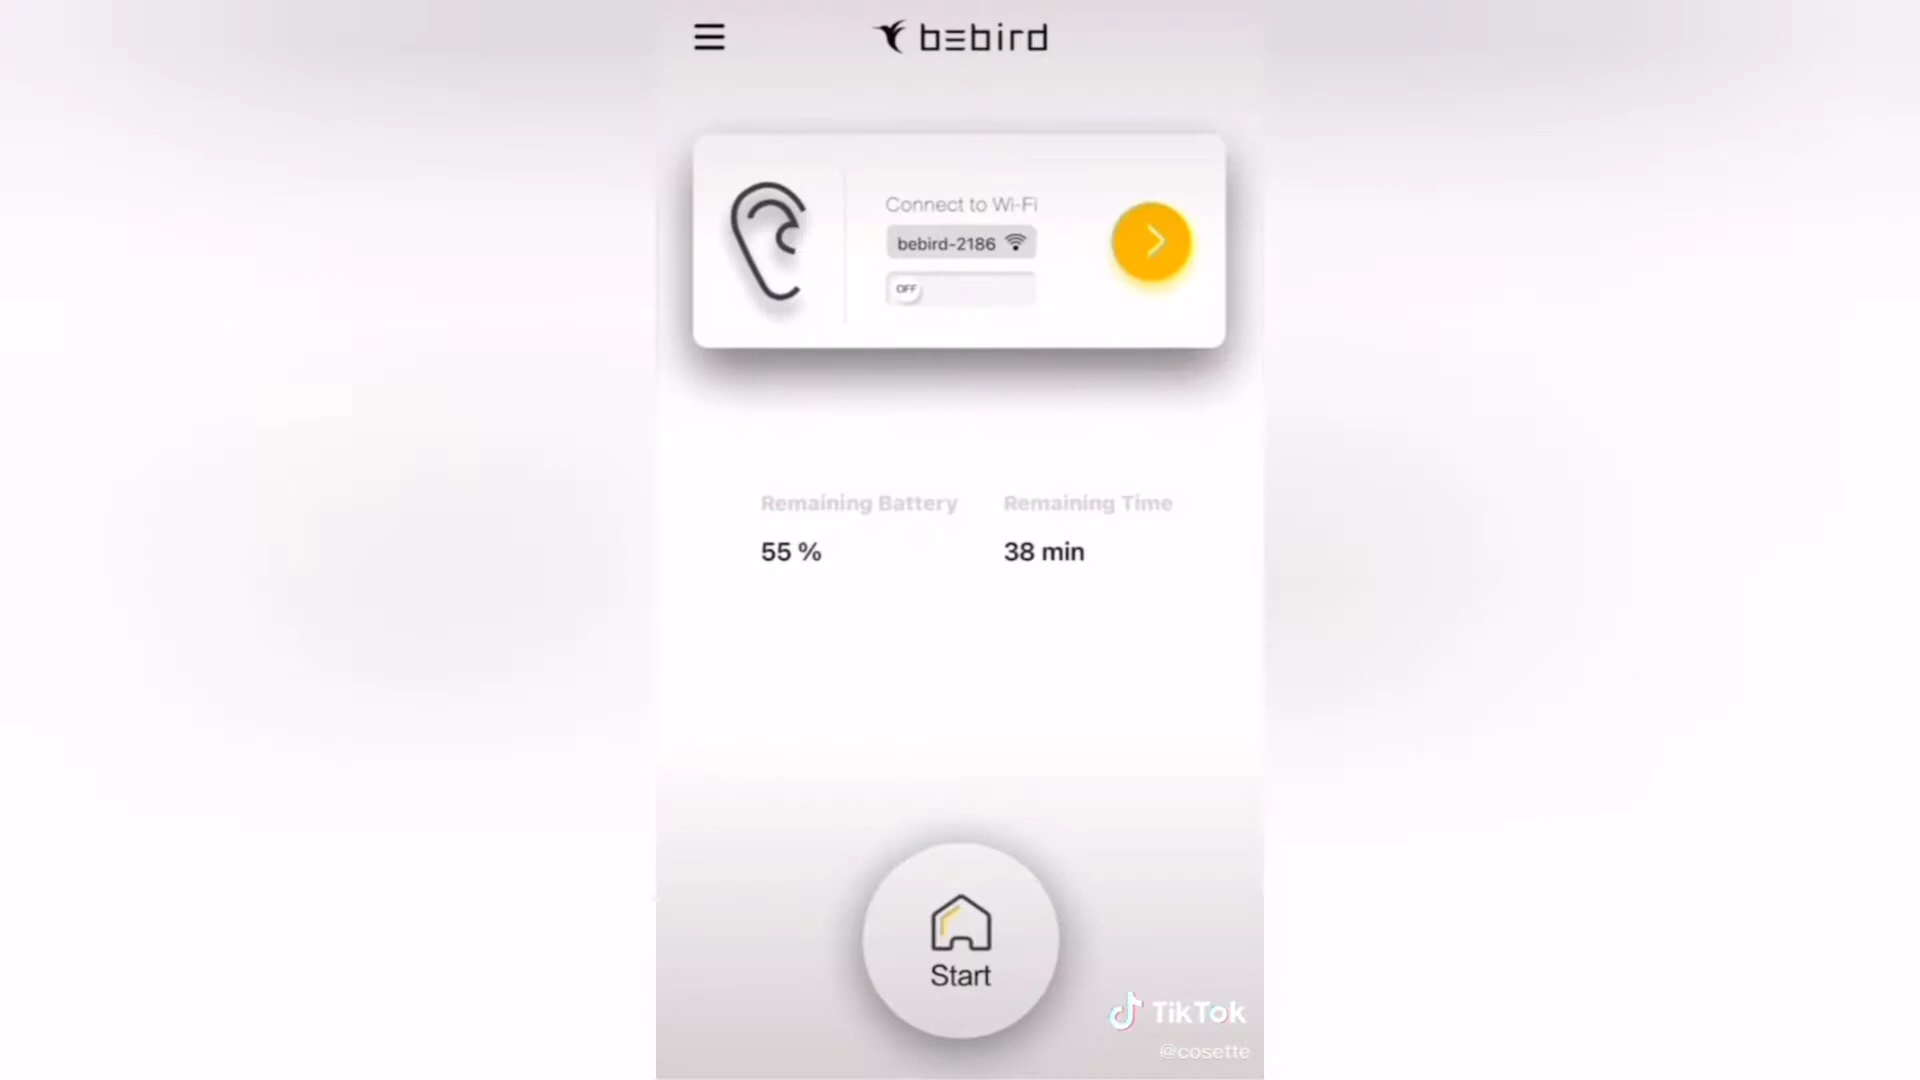 bebird
Connect to Wi-Fi
bebird-2186
OFF
Remaining Battery
Remaining Time
55 %
38 min
Start
TikTok
@cosette